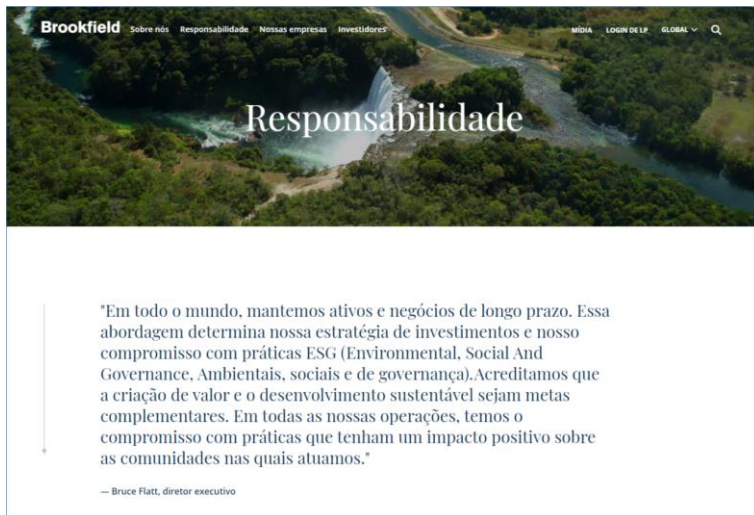 Brookfield Sobre nós Responsabilidade Nossas empresas Investidores MÍDIA LOGIN DE LP GLOBAL
Responsabilidade
"Em todo o mundo, mantemos ativos e negócios de longo prazo. Essa
abordagem determina nossa estratégia de investimentos e nosso
compromisso com práticas ESG (Environmental, Social And
Governance, Ambientais, sociais e de governança).Acreditamos que
a criação de valor e o desenvolvimento sustentável sejam metas
complementares. Em todas as nossas operações, temos o
compromisso com práticas que tenham um impacto positivo sobre
as comunidades nas quais atuamos."
— Bruce Flatt, diretor executivo